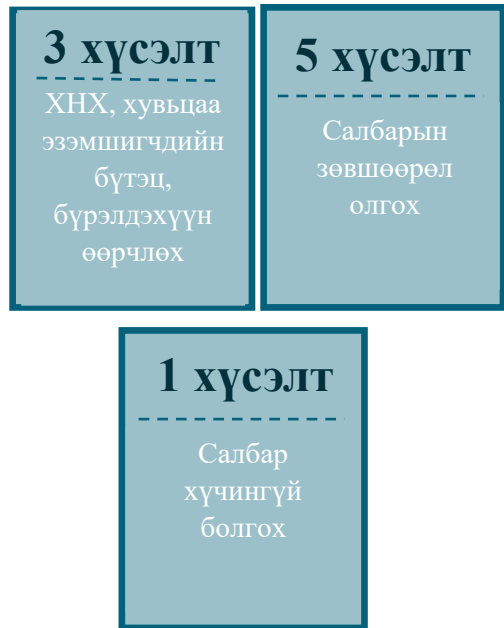 3 хүсэлт
ХНХ, хувьцаа
эзэмшигчдийн
бүтэц,
бүрэлдэхүүн
өөрчлөх
5 хүсэлт
Салбарын
зөвшөөрөл
олгох
1 хүсэлт
Салбар
хүчингүй
болгох